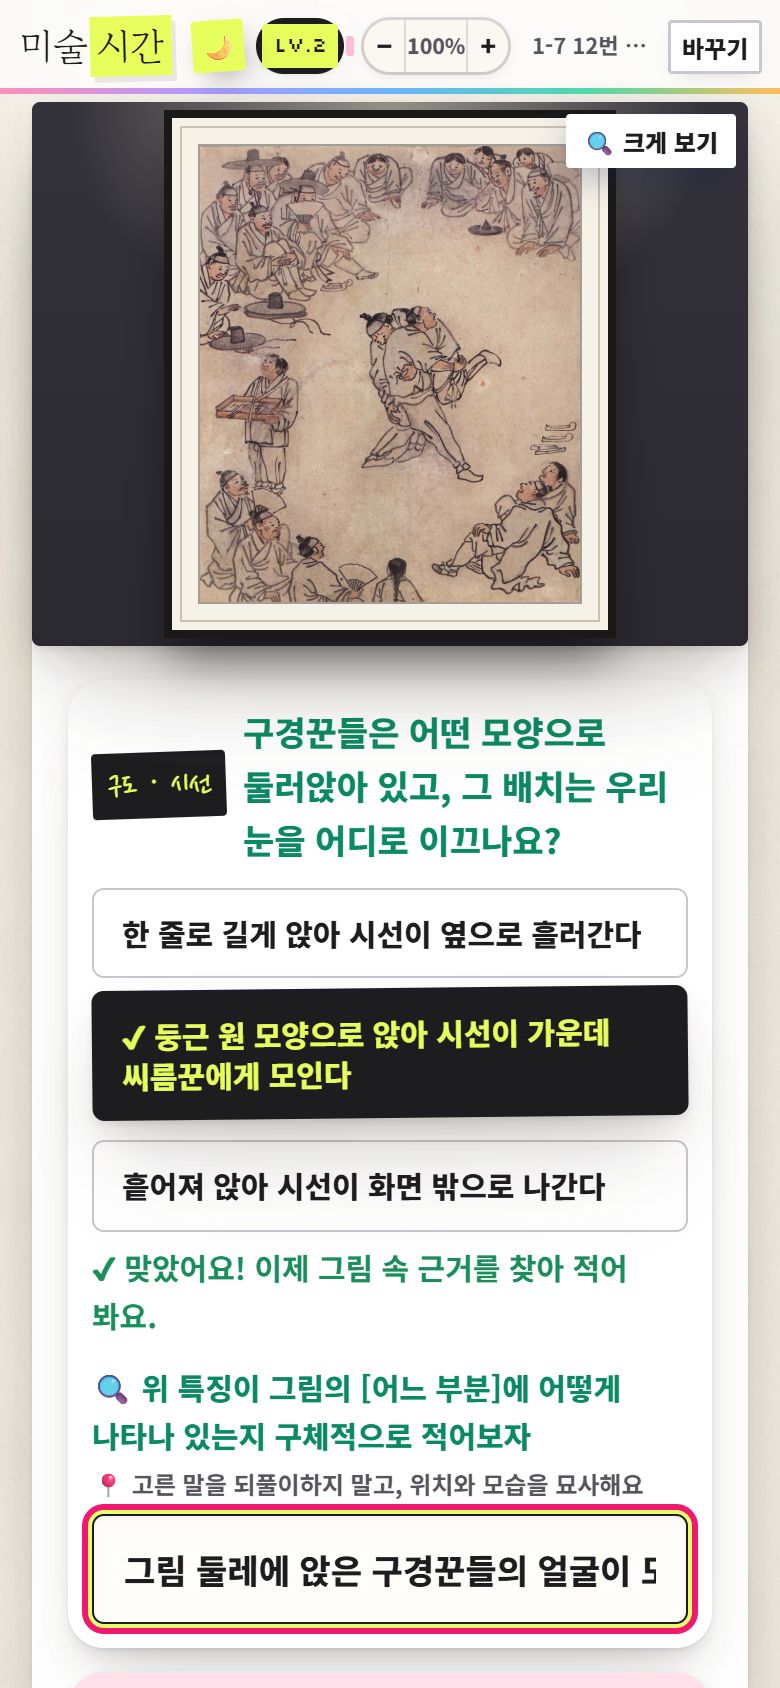 미술 시간 LV.2 − 100% + 1-7 12번 … 바꾸기
크게 보기
구도 · 시선
구경꾼들은 어떤 모양으로
둘러앉아 있고, 그 배치는 우리
눈을 어디로 이끄나요?
한 줄로 길게 앉아 시선이 옆으로 흘러간다
✓ 둥근 원 모양으로 앉아 시선이 가운데
씨름꾼에게 모인다
흩어져 앉아 시선이 화면 밖으로 나간다
✓ 맞았어요! 이제 그림 속 근거를 찾아 적어
봐요.
위 특징이 그림의 [어느 부분]에 어떻게
나타나 있는지 구체적으로 적어보자
고른 말을 되풀이하지 말고, 위치와 모습을 묘사해요
그림 둘레에 앉은 구경꾼들의 얼굴이